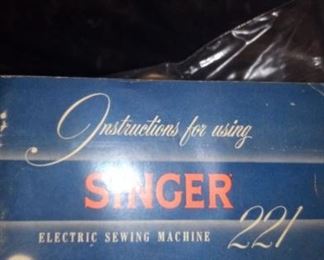 Instructions for using
SINGER
ELECTRIC SEWING MACHINE 221